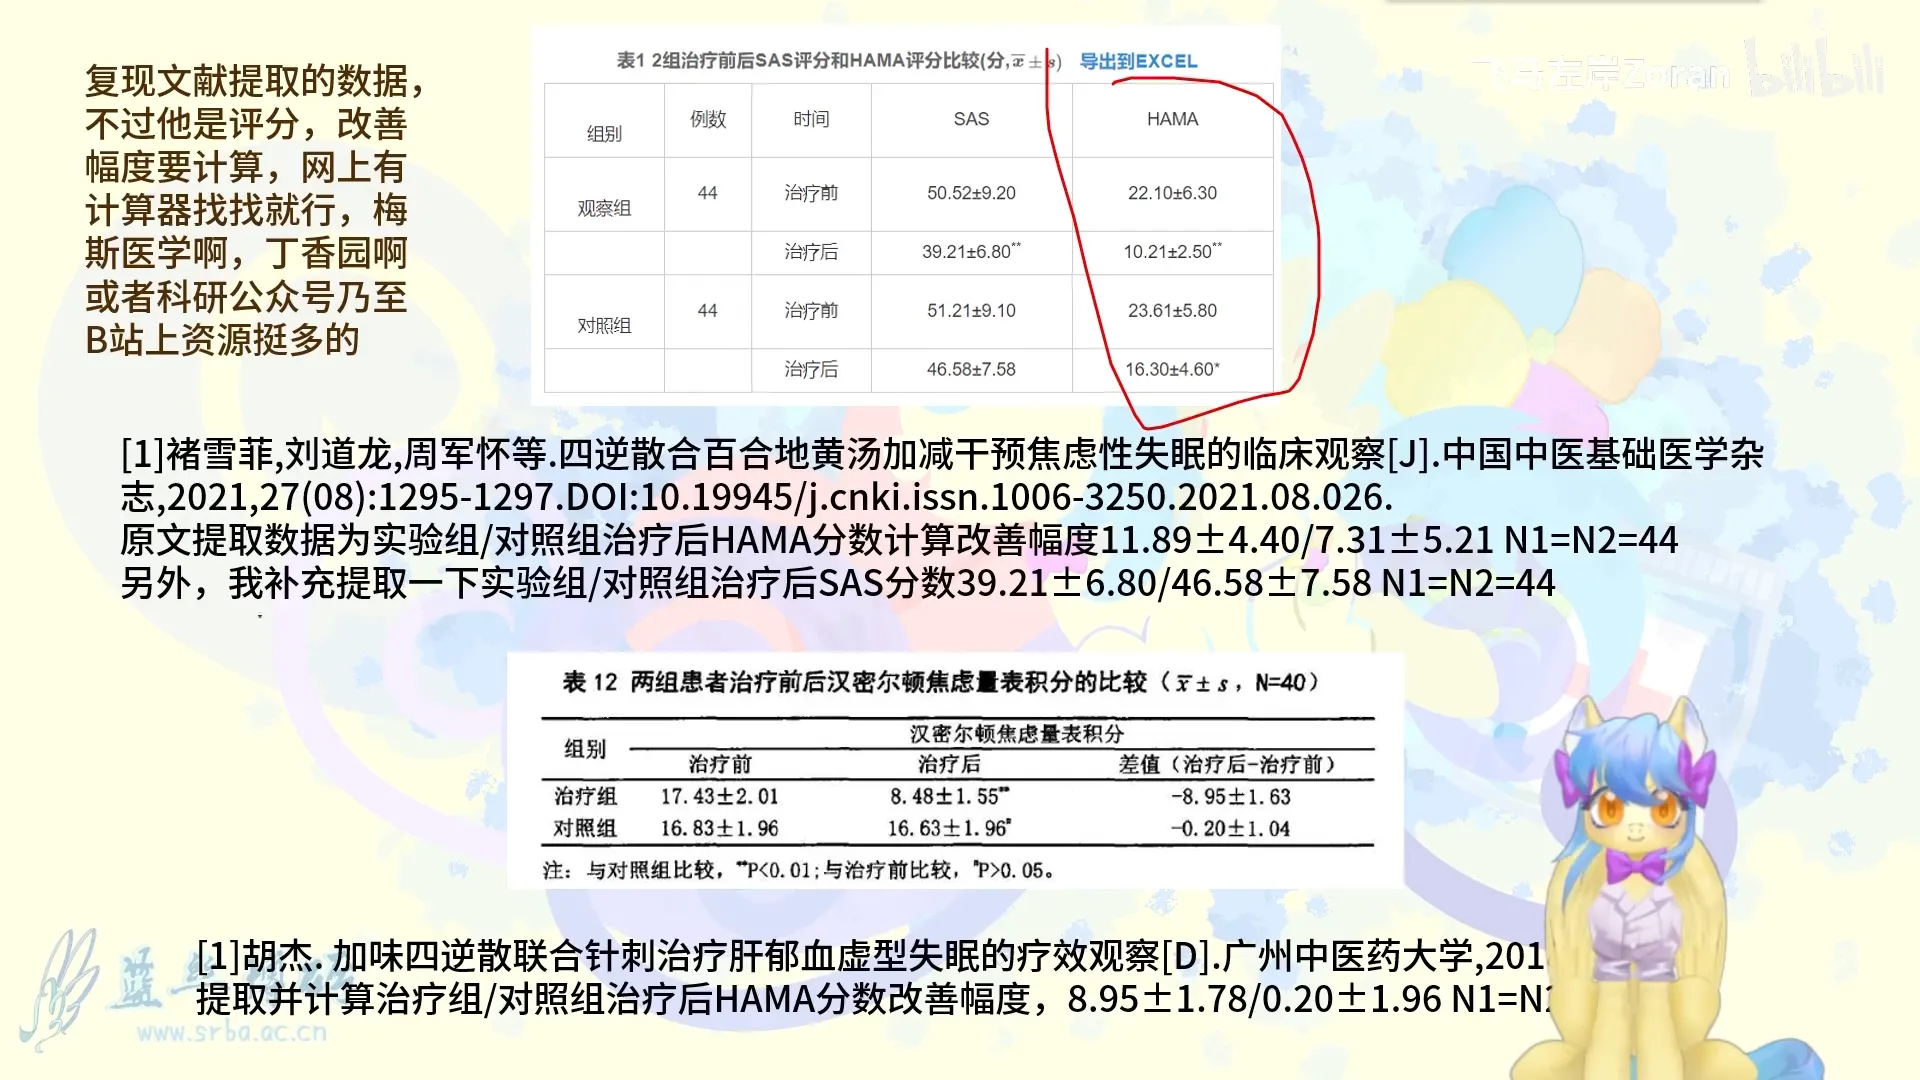 复现文献提取的数据，
不过他是评分，改善
幅度要计算，网上有
计算器找找就行，梅
斯医学啊，丁香园啊
或者科研公众号乃至
B站上资源挺多的
表1 2组治疗前后SAS评分和HAMA评分比较(分,x̅±s) 导出到EXCEL
组别 例数 时间 SAS HAMA
观察组 44 治疗前 50.52±9.20 22.10±6.30
治疗后 39.21±6.80** 10.21±2.50**
对照组 44 治疗前 51.21±9.10 23.61±5.80
治疗后 46.58±7.58 16.30±4.60*
左岸Zoran bilibili
[1]褚雪菲,刘道龙,周军怀等.四逆散合百合地黄汤加减干预焦虑性失眠的临床观察[J].中国中医基础医学杂
志,2021,27(08):1295-1297.DOI:10.19945/j.cnki.issn.1006-3250.2021.08.026.
原文提取数据为实验组/对照组治疗后HAMA分数计算改善幅度11.89±4.40/7.31±5.21 N1=N2=44
另外，我补充提取一下实验组/对照组治疗后SAS分数39.21±6.80/46.58±7.58 N1=N2=44
表12 两组患者治疗前后汉密尔顿焦虑量表积分的比较（x̅±s，N=40）
组别 汉密尔顿焦虑量表积分
治疗前 治疗后 差值（治疗后-治疗前）
治疗组 17.43±2.01 8.48±1.55** -8.95±1.63
对照组 16.83±1.96 16.63±1.96# -0.20±1.04
注：与对照组比较，**P<0.01;与治疗前比较，#P>0.05。
[1]胡杰. 加味四逆散联合针刺治疗肝郁血虚型失眠的疗效观察[D].广州中医药大学,201
提取并计算治疗组/对照组治疗后HAMA分数改善幅度，8.95±1.78/0.20±1.96 N1=N2
www.srba.ac.cn